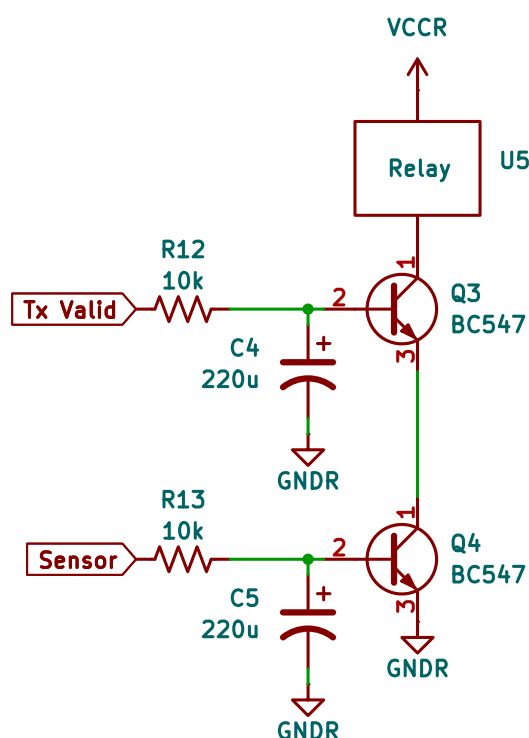 VCCR
Relay
U5
1
R12
10k
Tx Valid
2
Q3
BC547
3
C4
220u
+
GNDR
1
R13
10k
Sensor
2
Q4
BC547
3
C5
220u
+
GNDR
GNDR